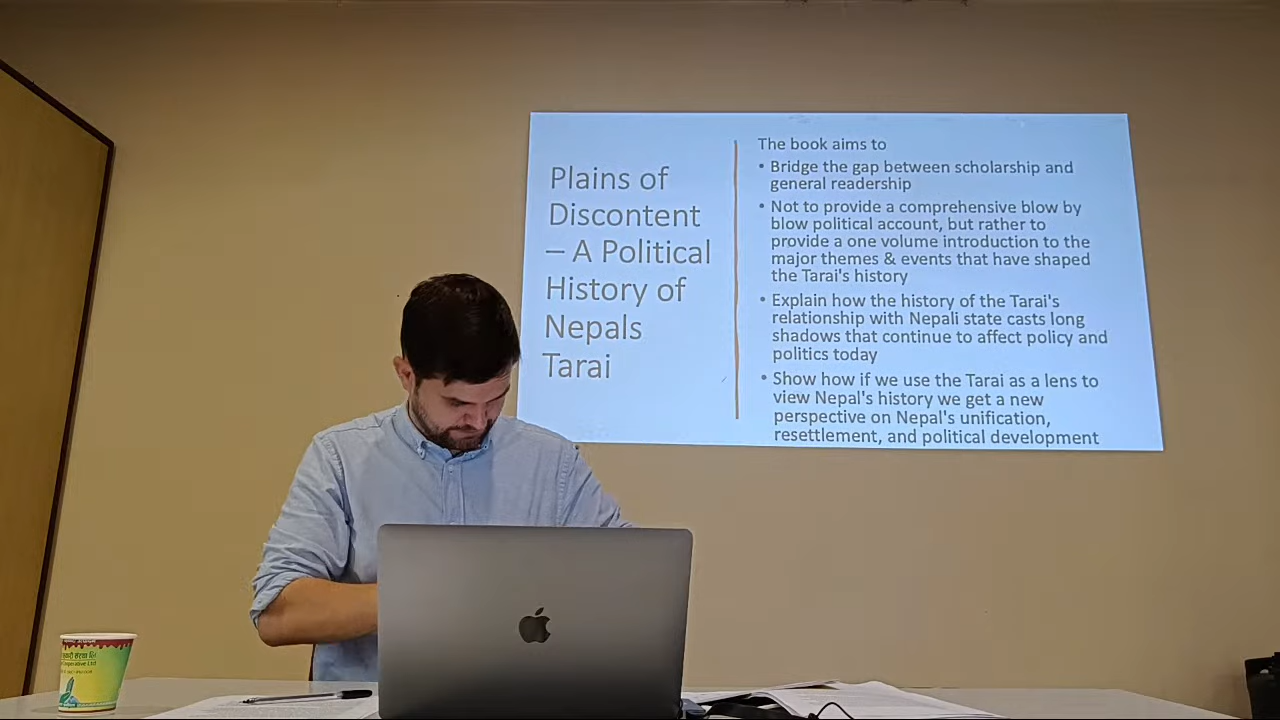 Plains of
Discontent
– A Political
History of
Nepals
Tarai
The book aims to
• Bridge the gap between scholarship and
general readership
• Not to provide a comprehensive blow by
blow political account, but rather to
provide a one volume introduction to the
major themes & events that have shaped
the Tarai's history
• Explain how the history of the Tarai's
relationship with Nepali state casts long
shadows that continue to affect policy and
politics today
• Show how if we use the Tarai as a lens to
view Nepal's history we get a new
perspective on Nepal's unification,
resettlement, and political development
Ltd